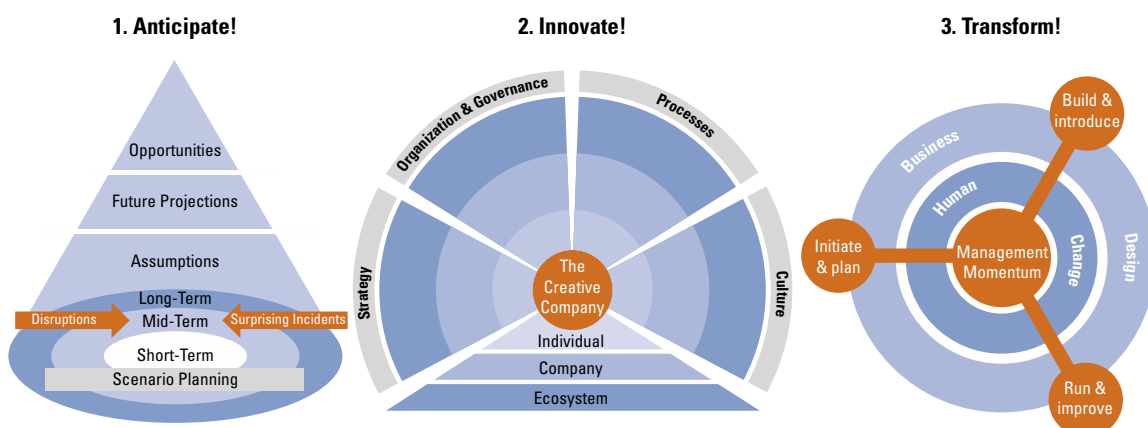 1. Anticipate!
Opportunities
Future Projections
Assumptions
Long-Term
Disruptions
Mid-Term
Surprising Incidents
Short-Term
Scenario Planning
2. Innovate!
Strategy
Organization & Governance
Processes
Culture
The
Creative
Company
Individual
Company
Ecosystem
3. Transform!
Build &
introduce
Business
Design
Human
Change
Initiate
& plan
Management
Momentum
Run &
improve